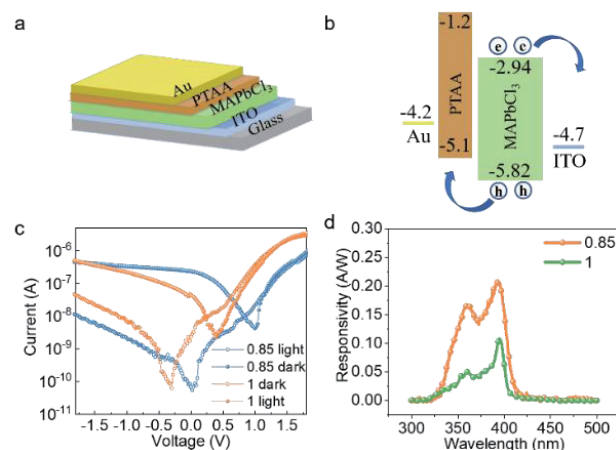 a
Au
PTAA
MAPbCl3
ITO
Glass
b
-1.2
e c
-2.94
-4.2
Au
PTAA
MAPbCl3
-4.7
ITO
-5.1
-5.82
h h
c
Current (A)
10-6
10-7
10-8
10-9
10-10
10-11
0.85 light
0.85 dark
1 dark
1 light
-1.5 -1.0 -0.5 0.0 0.5 1.0 1.5
Voltage (V)
d
Responsivity (A/W)
0.30
0.25
0.20
0.15
0.10
0.05
0.00
0.85
1
300 350 400 450 500
Wavelength (nm)